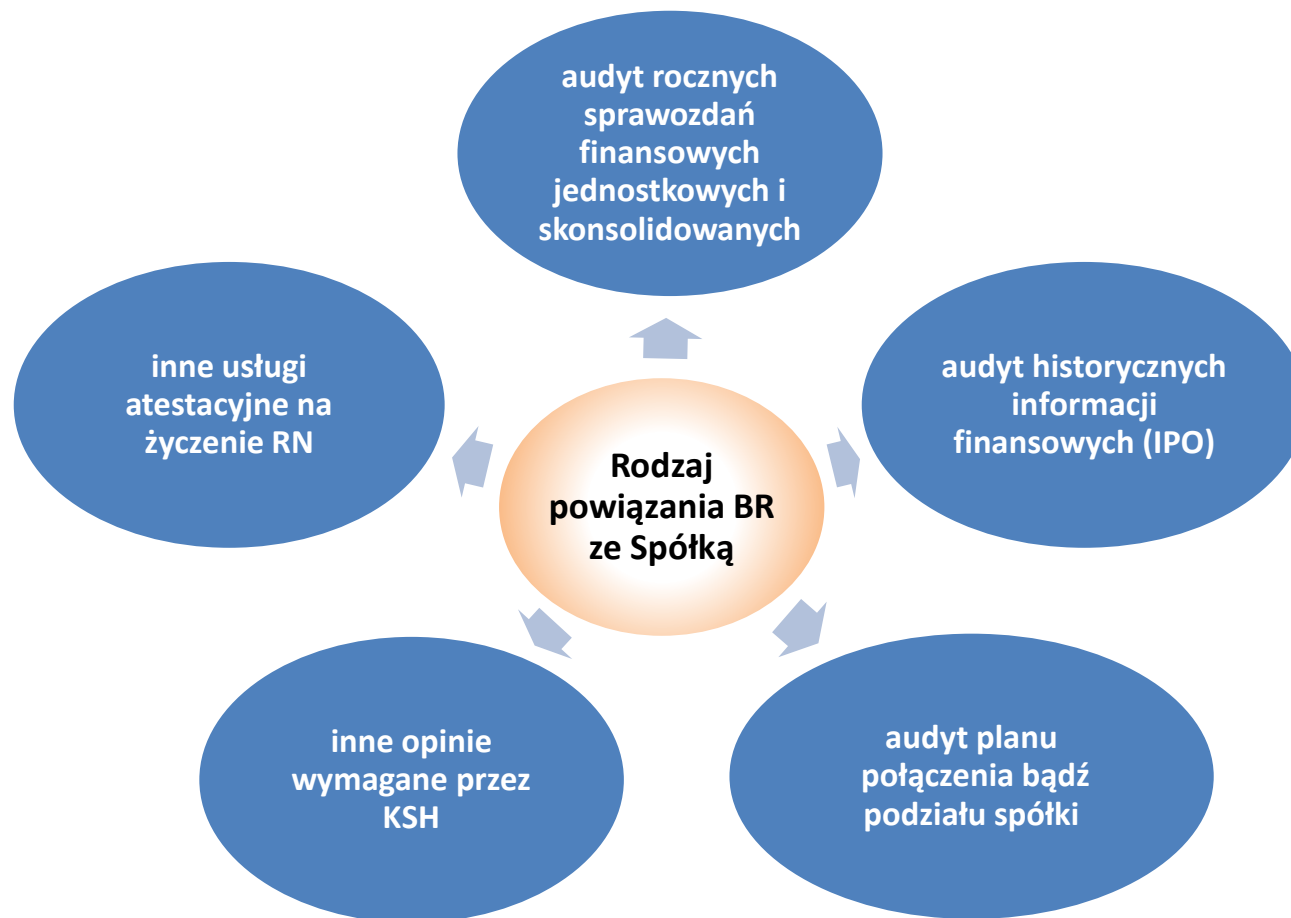 audyt rocznych
sprawozdań
finansowych
jednostkowych i
skonsolidowanych
inne usługi
atestacyjne na
życzenie RN
audyt historycznych
informacji
finansowych (IPO)
Rodzaj
powiązania BR
ze Spółką
inne opinie
wymagane przez
KSH
audyt planu
połączenia bądź
podziału spółki